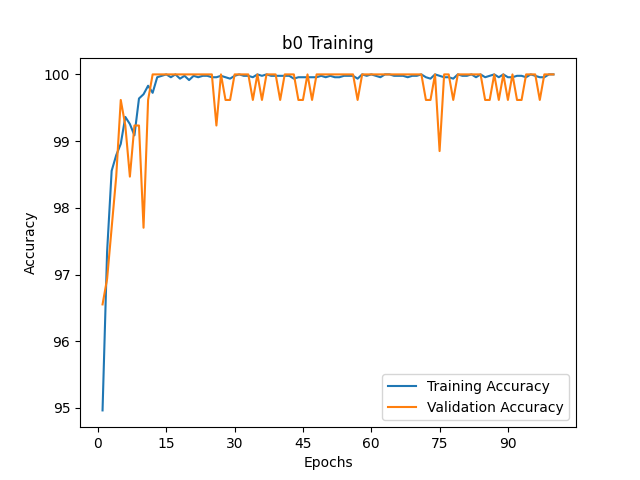 b0 Training
100
99
98
97
96
95
Accuracy
0 15 30 45 60 75 90
Epochs
Training Accuracy
Validation Accuracy